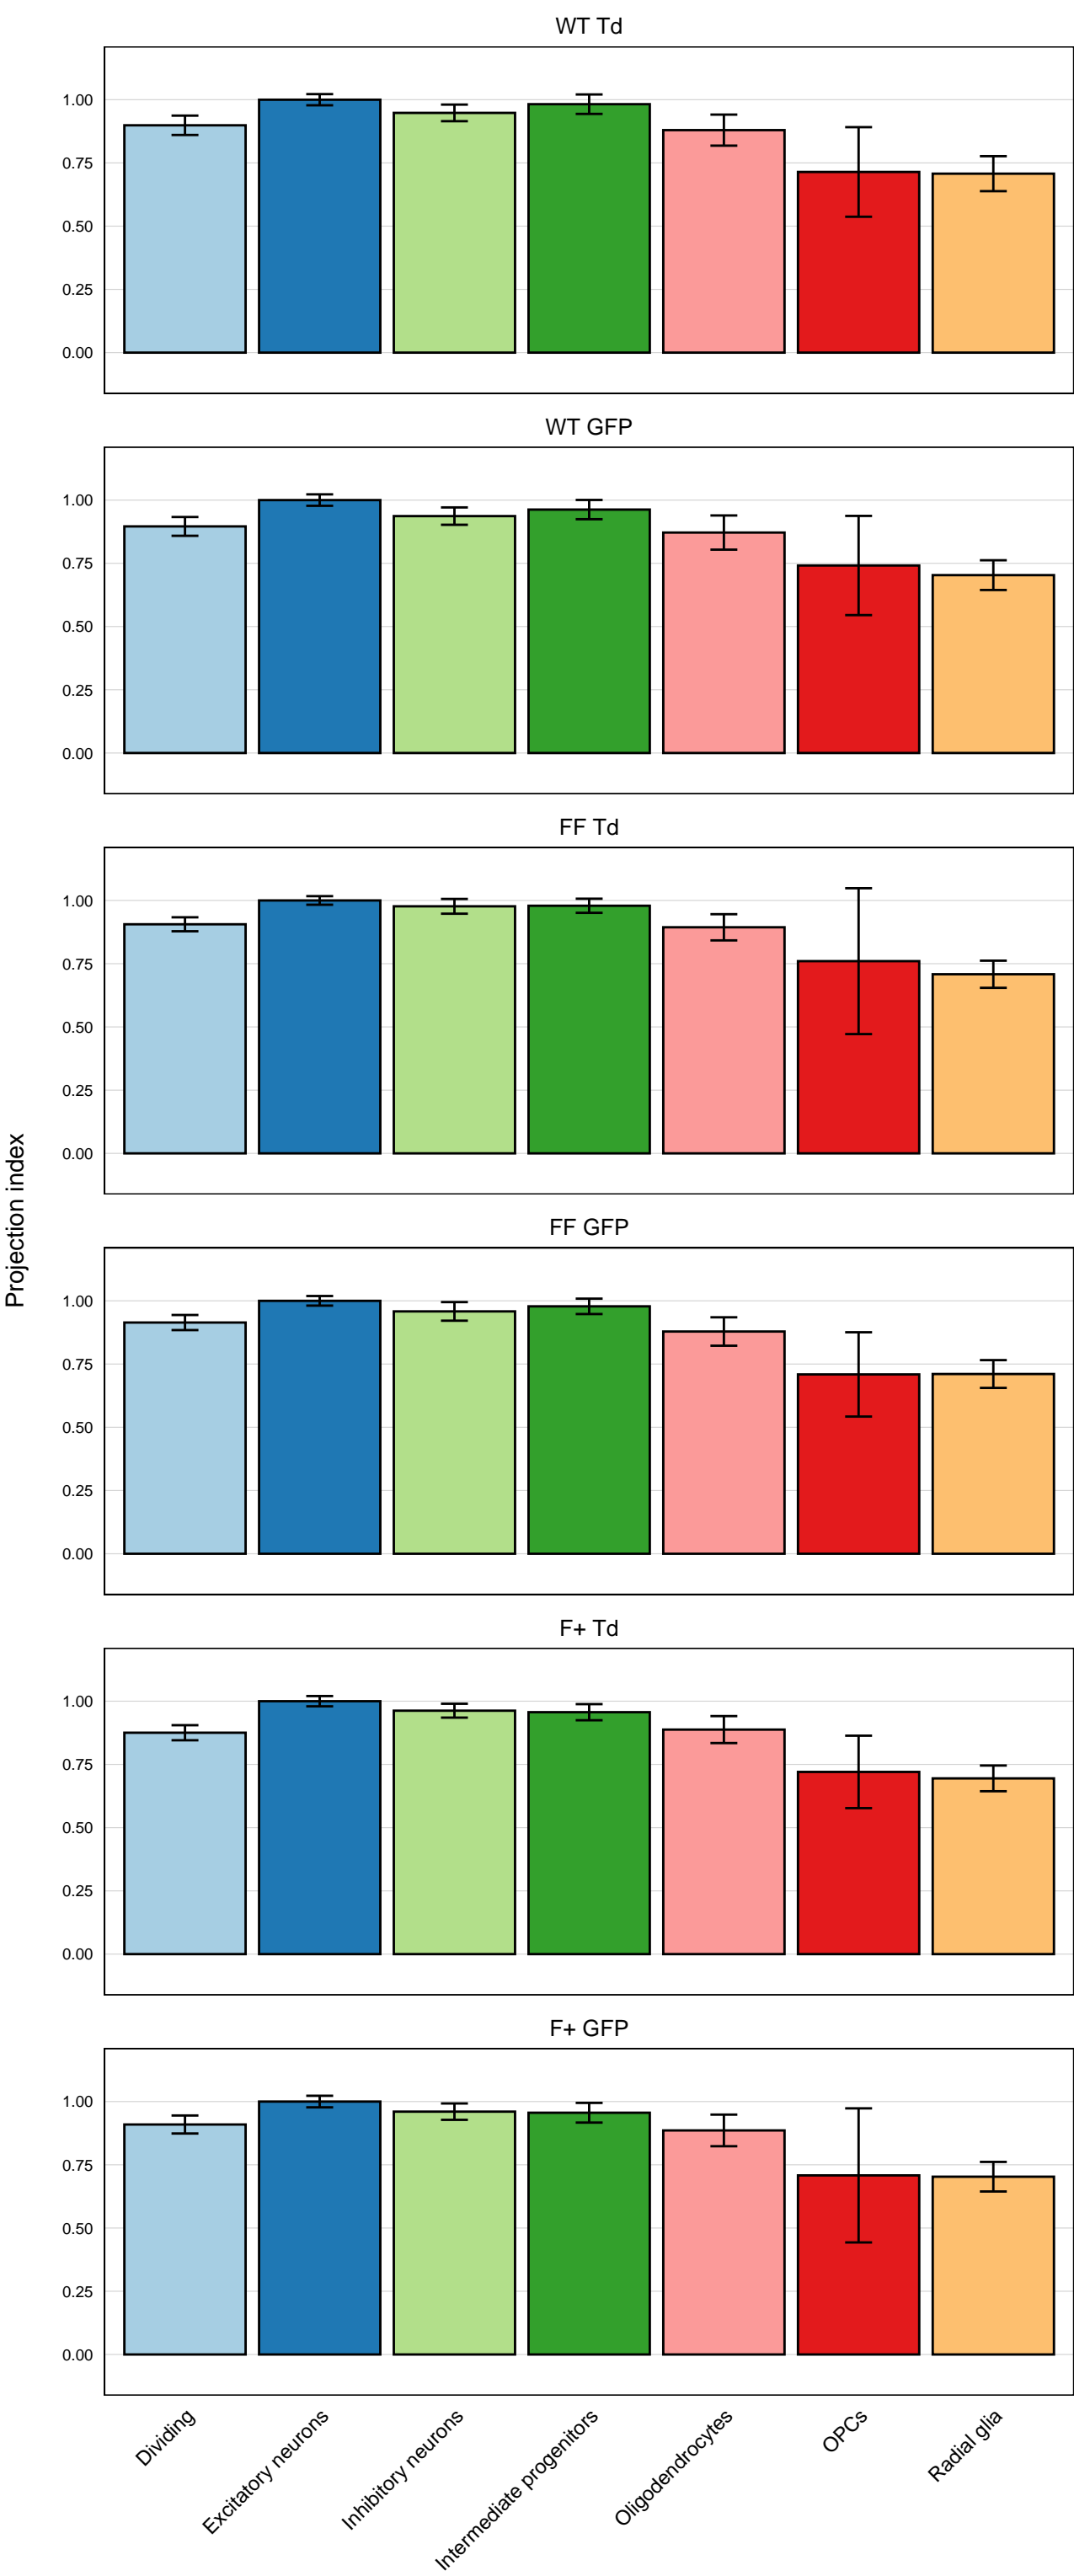 WT Td
1.00
0.75
0.50
0.25
0.00
WT GFP
1.00
0.75
0.50
0.25
0.00
FF Td
1.00
0.75
0.50
0.25
0.00
Projection index
FF GFP
1.00
0.75
0.50
0.25
0.00
F+ Td
1.00
0.75
0.50
0.25
0.00
F+ GFP
1.00
0.75
0.50
0.25
0.00
Dividing
Excitatory neurons
Inhibitory neurons
Intermediate progenitors
Oligodendrocytes
OPCs
Radial glia